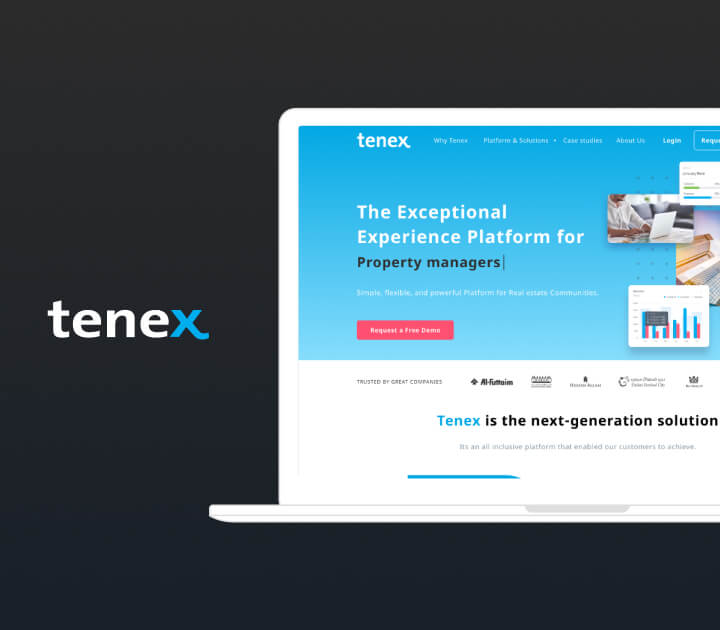 tenex
tenex
Why Tenex Platform & Solutions Case studies About Us Login
The Exceptional
Experience Platform for
Property managers
Simple, flexible, and powerful Platform for Real estate Communities.
Request a Free Demo
TRUSTED BY GREAT COMPANIES
Al-Futtaim
Tenex is the next-generation solution
Its an all inclusive platform that enabled our customers to achieve.